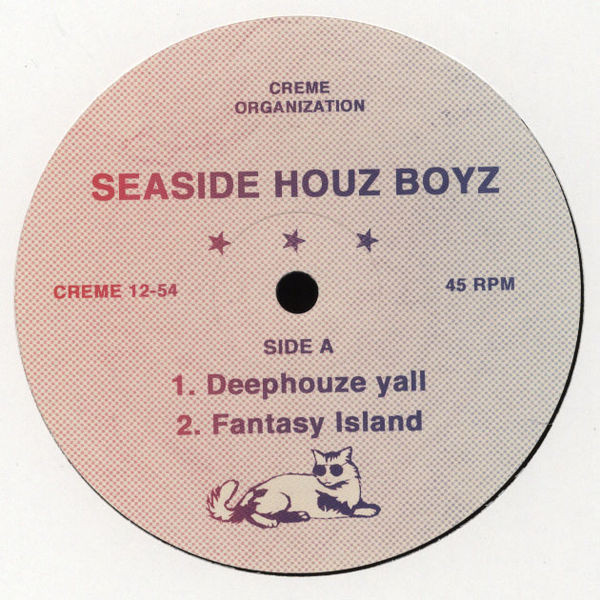 CREME
ORGANIZATION
SEASIDE HOUZ BOYZ
CREME 12-54
45 RPM
SIDE A
1. Deephouze yall
2. Fantasy Island